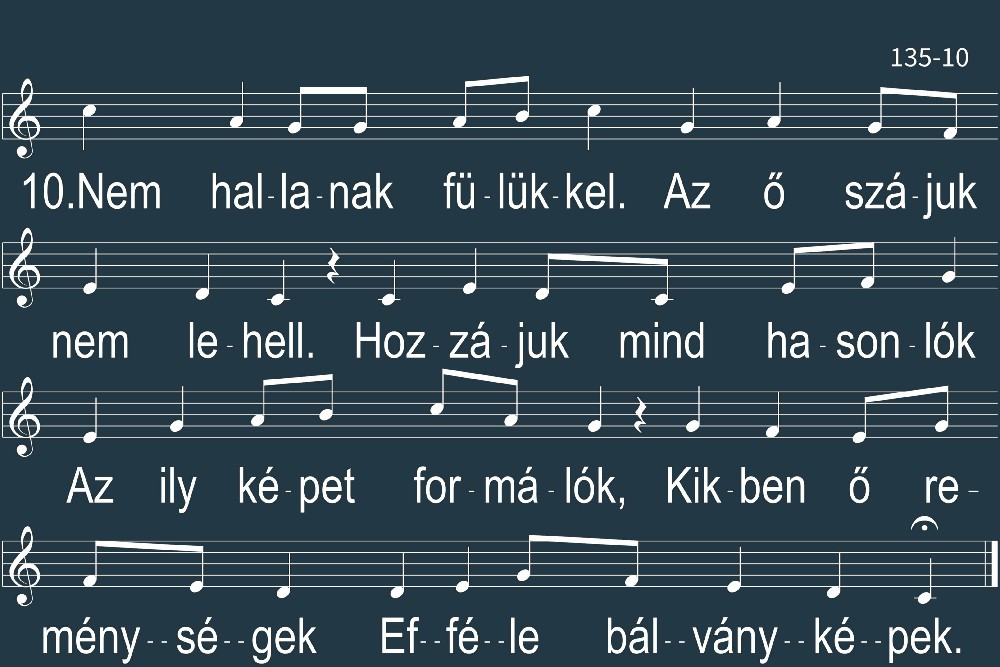 135-10
10.Nem hal-la-nak fü-lük-kel. Az ő szá-juk
nem le-hell. Hoz-zá-juk mind ha-son-lók
Az ily ké-pet for-má-lók, Kik-ben ő re-
mény--sé--gek Ef--fé--le bál--vány--ké--pek.